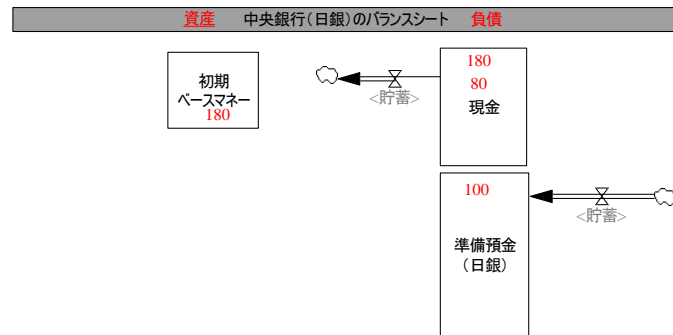 資産 中央銀行(日銀)のバランスシート 負債
初期
ベースマネー
180
180
80
現金
<貯蓄>
100
準備預金
(日銀)
<貯蓄>